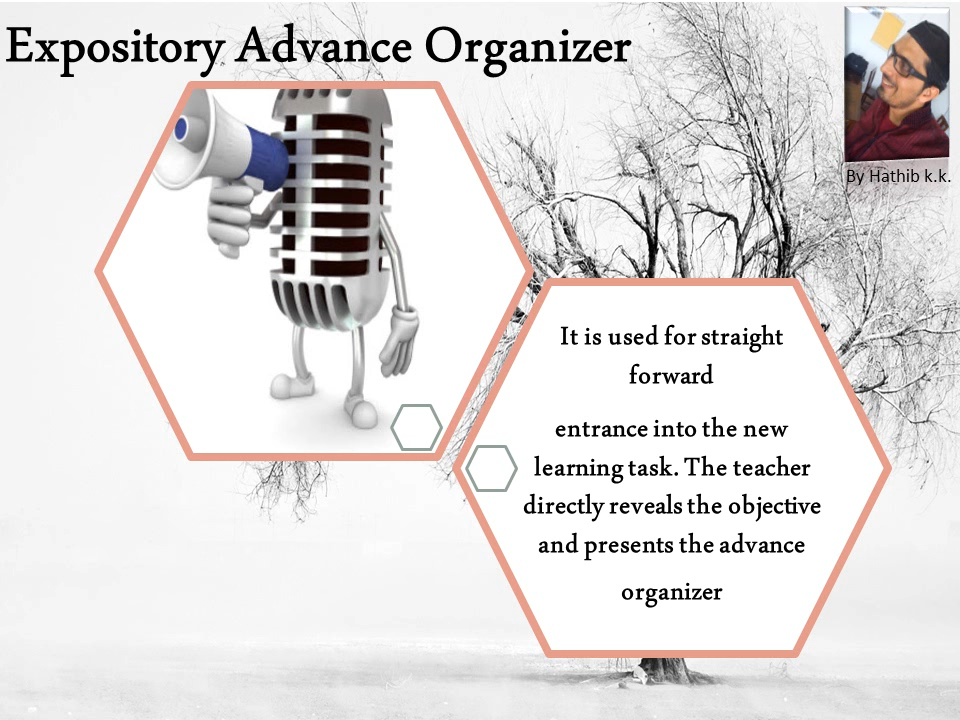 Expository Advance Organizer
By Hathib k.k.
It is used for straight
forward
entrance into the new
learning task. The teacher
directly reveals the objective
and presents the advance
organizer